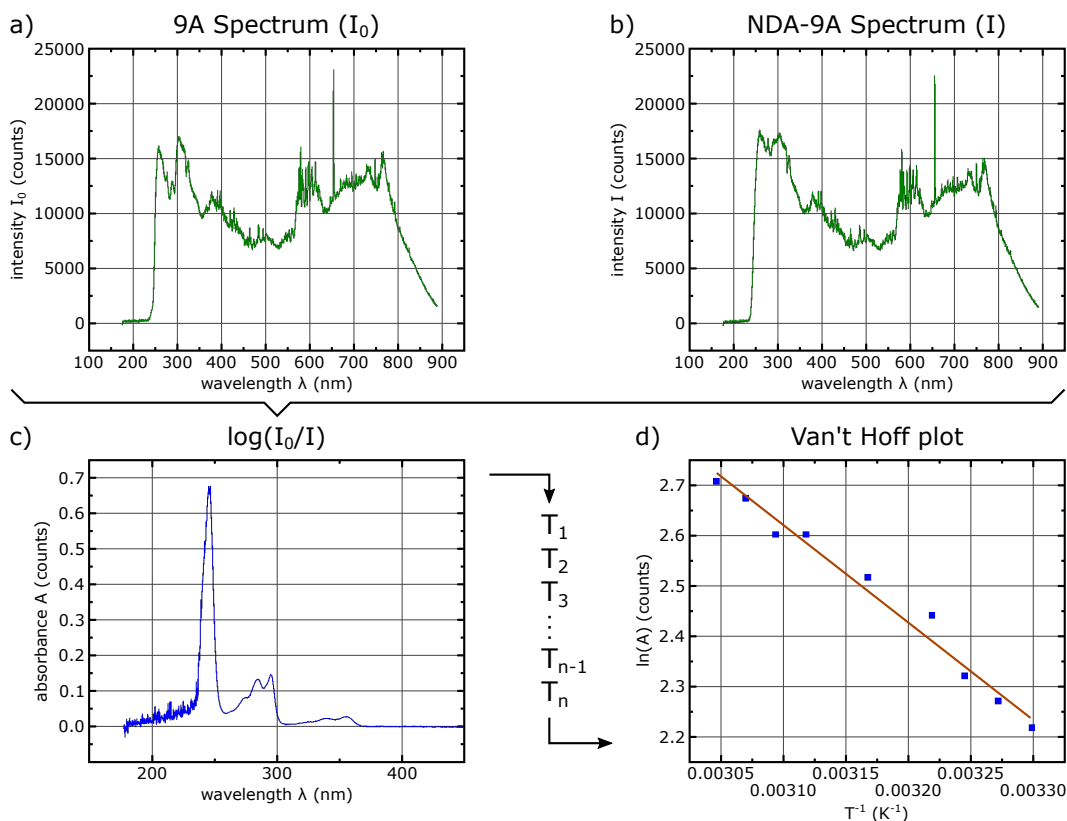 a)
9A Spectrum (I₀)
25000
20000
15000
10000
5000
0
intensity I₀ (counts)
100 200 300 400 500 600 700 800 900
wavelength λ (nm)
b)
NDA-9A Spectrum (I)
25000
20000
15000
10000
5000
0
intensity I (counts)
100 200 300 400 500 600 700 800 900
wavelength λ (nm)
c)
log(I₀/I)
0.7
0.6
0.5
0.4
0.3
0.2
0.1
0.0
absorbance A (counts)
200 300 400
wavelength λ (nm)
T₁
T₂
T₃
⋮
Tₙ₋₁
Tₙ
d)
Van't Hoff plot
2.7
2.6
2.5
2.4
2.3
2.2
ln(A) (counts)
0.00305 0.00315 0.00325
0.00310 0.00320 0.00330
T⁻¹ (K⁻¹)